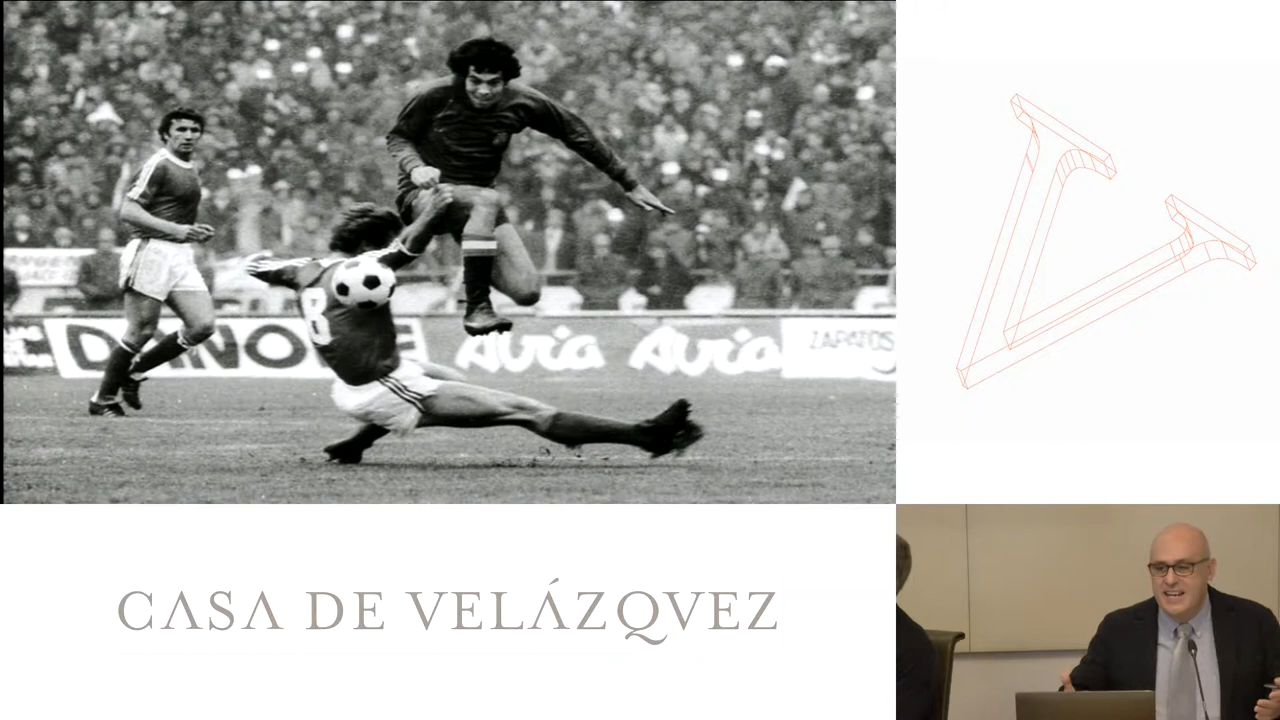 8
DANONE
Avia Avia
ZAPATOS
CASA DE VELÁZQVEZ